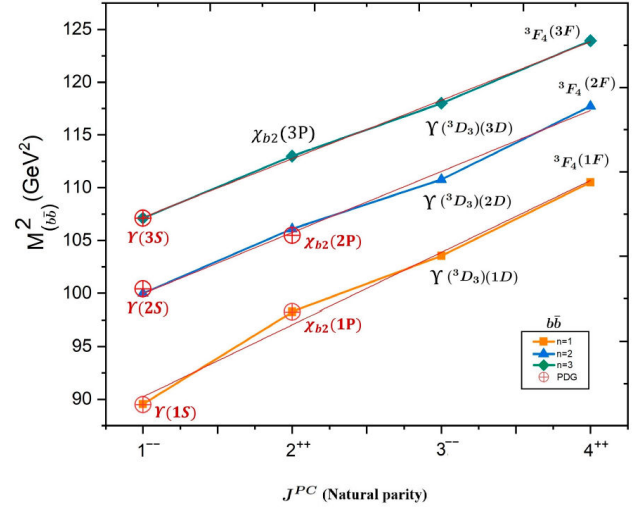 125
120
115
110
105
100
95
90
M²(bb̄) (GeV²)
³F₄(3F)
³F₄(2F)
³F₄(1F)
χb2(3P)
ϒ(³D₃)(3D)
ϒ(³D₃)(2D)
ϒ(³D₃)(1D)
ϒ(3S)
χb2(2P)
ϒ(2S)
χb2(1P)
ϒ(1S)
bb̄
n=1
n=2
n=3
PDG
1⁻⁻ 2⁺⁺ 3⁻⁻ 4⁺⁺
J^PC (Natural parity)